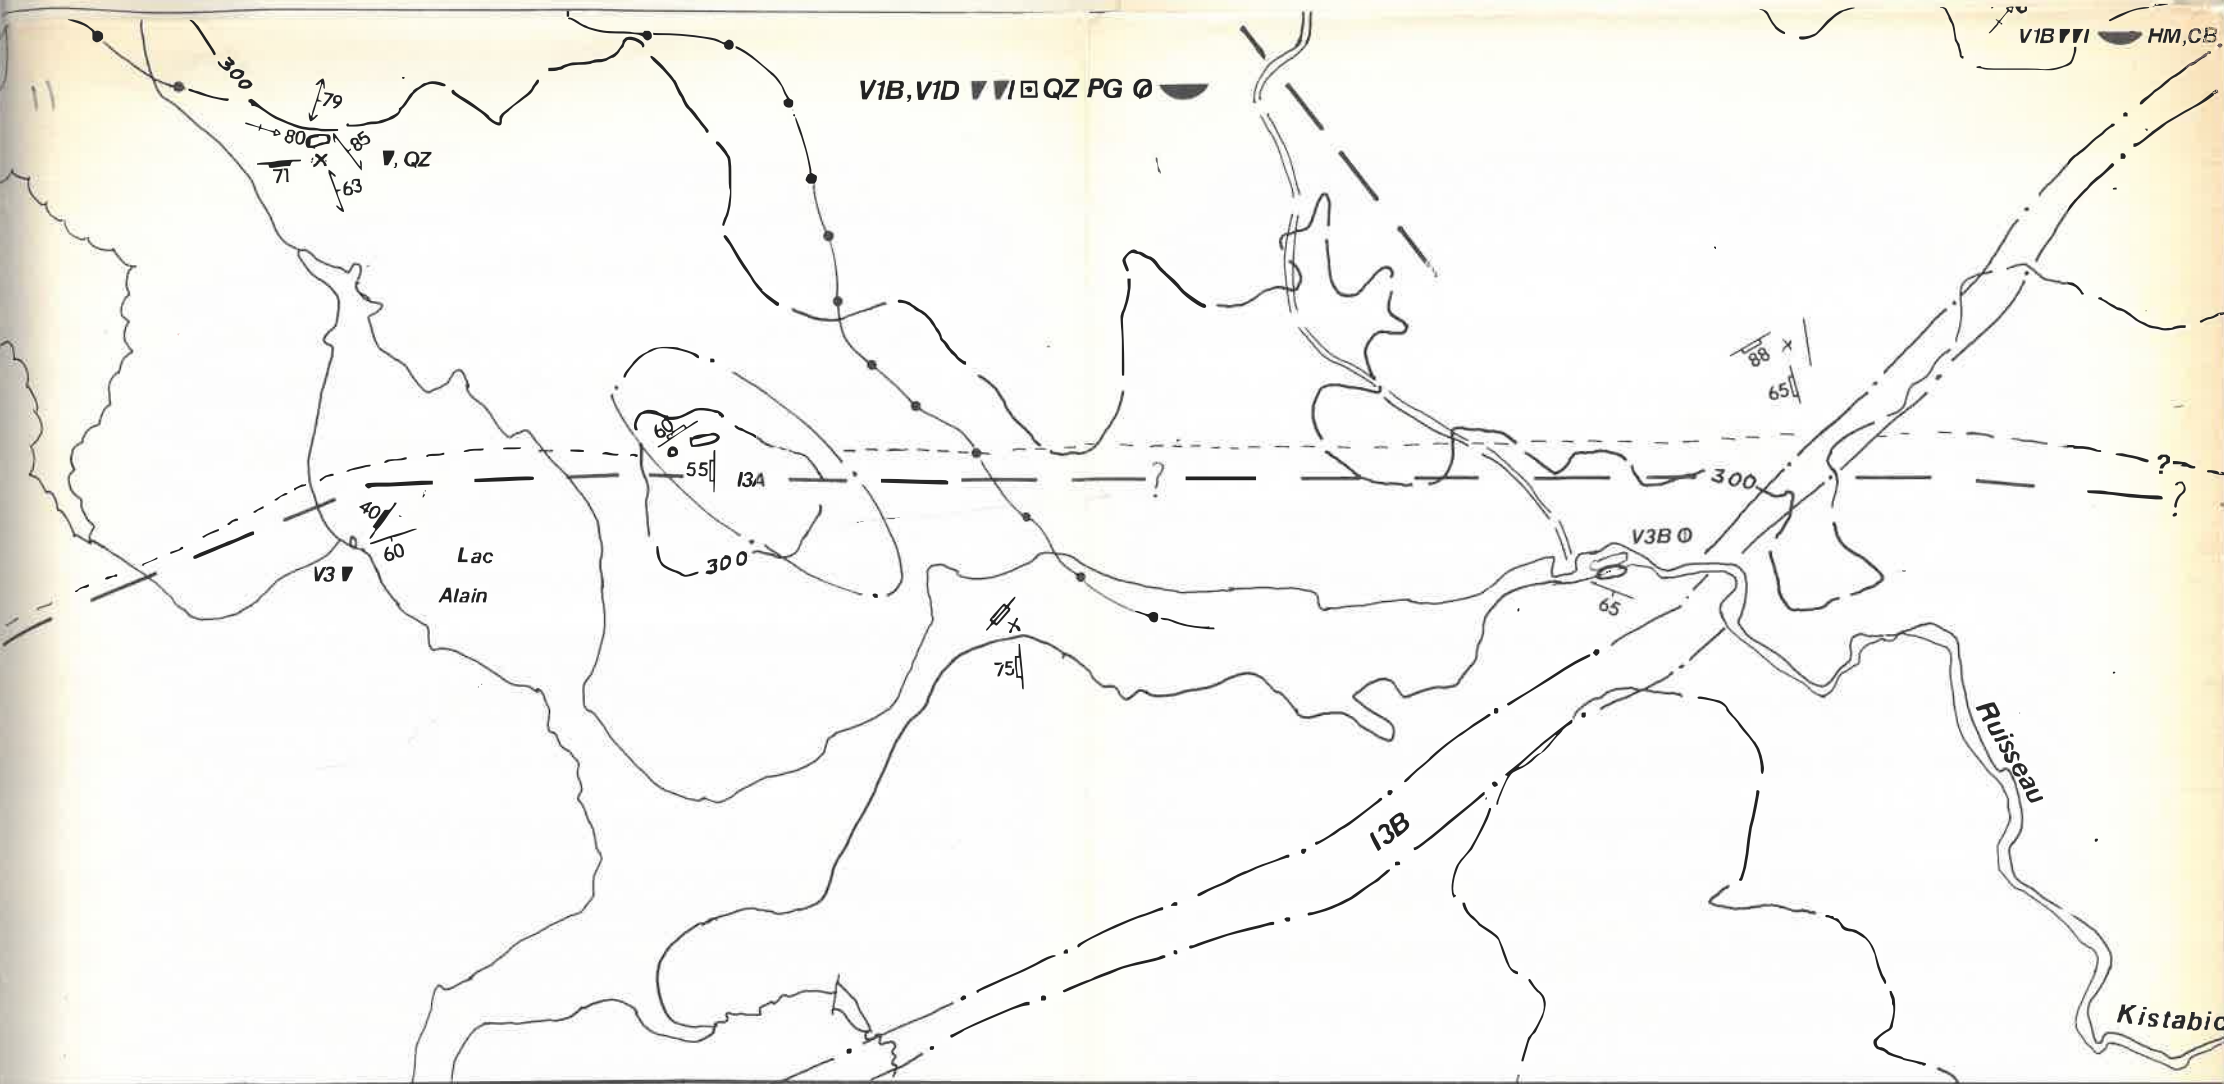 V1B HM,CB
300
79
V1B,V1D I QZ PG
80
85
71
, QZ
63
88
65
60
55 I3A
?
?
300
?
40
60
V3B
Lac
V3
300
Alain
65
75
Ruisseau
I3B
Kistabic